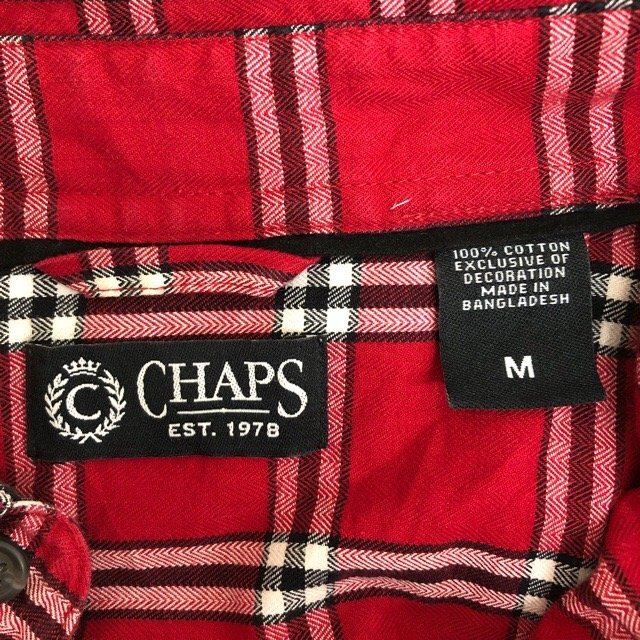 100% COTTON
EXCLUSIVE OF
DECORATION
MADE IN
BANGLADESH
M
C
CHAPS
EST. 1978